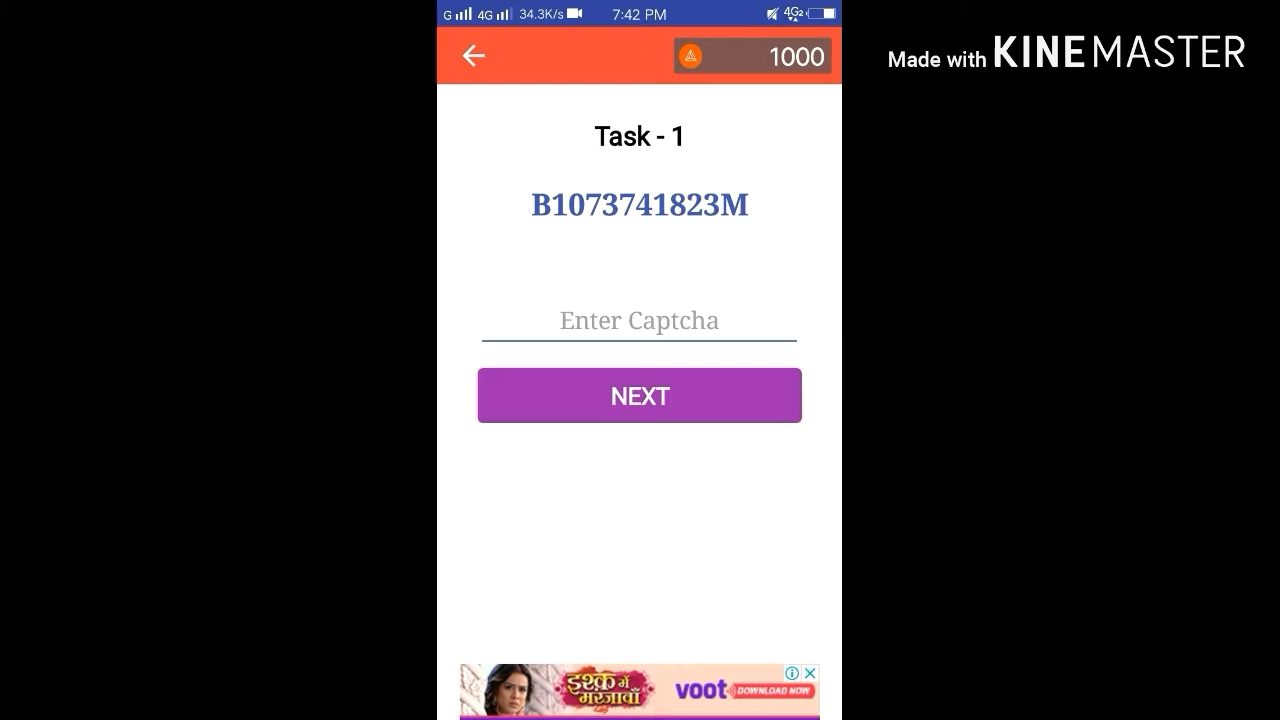 G 4G 34.3K/s 7:42 PM 4G2
1000
Made with KINEMASTER
Task - 1
B1073741823M
Enter Captcha
NEXT
इश्क़ में
मरजावाँ
voot
DOWNLOAD NOW